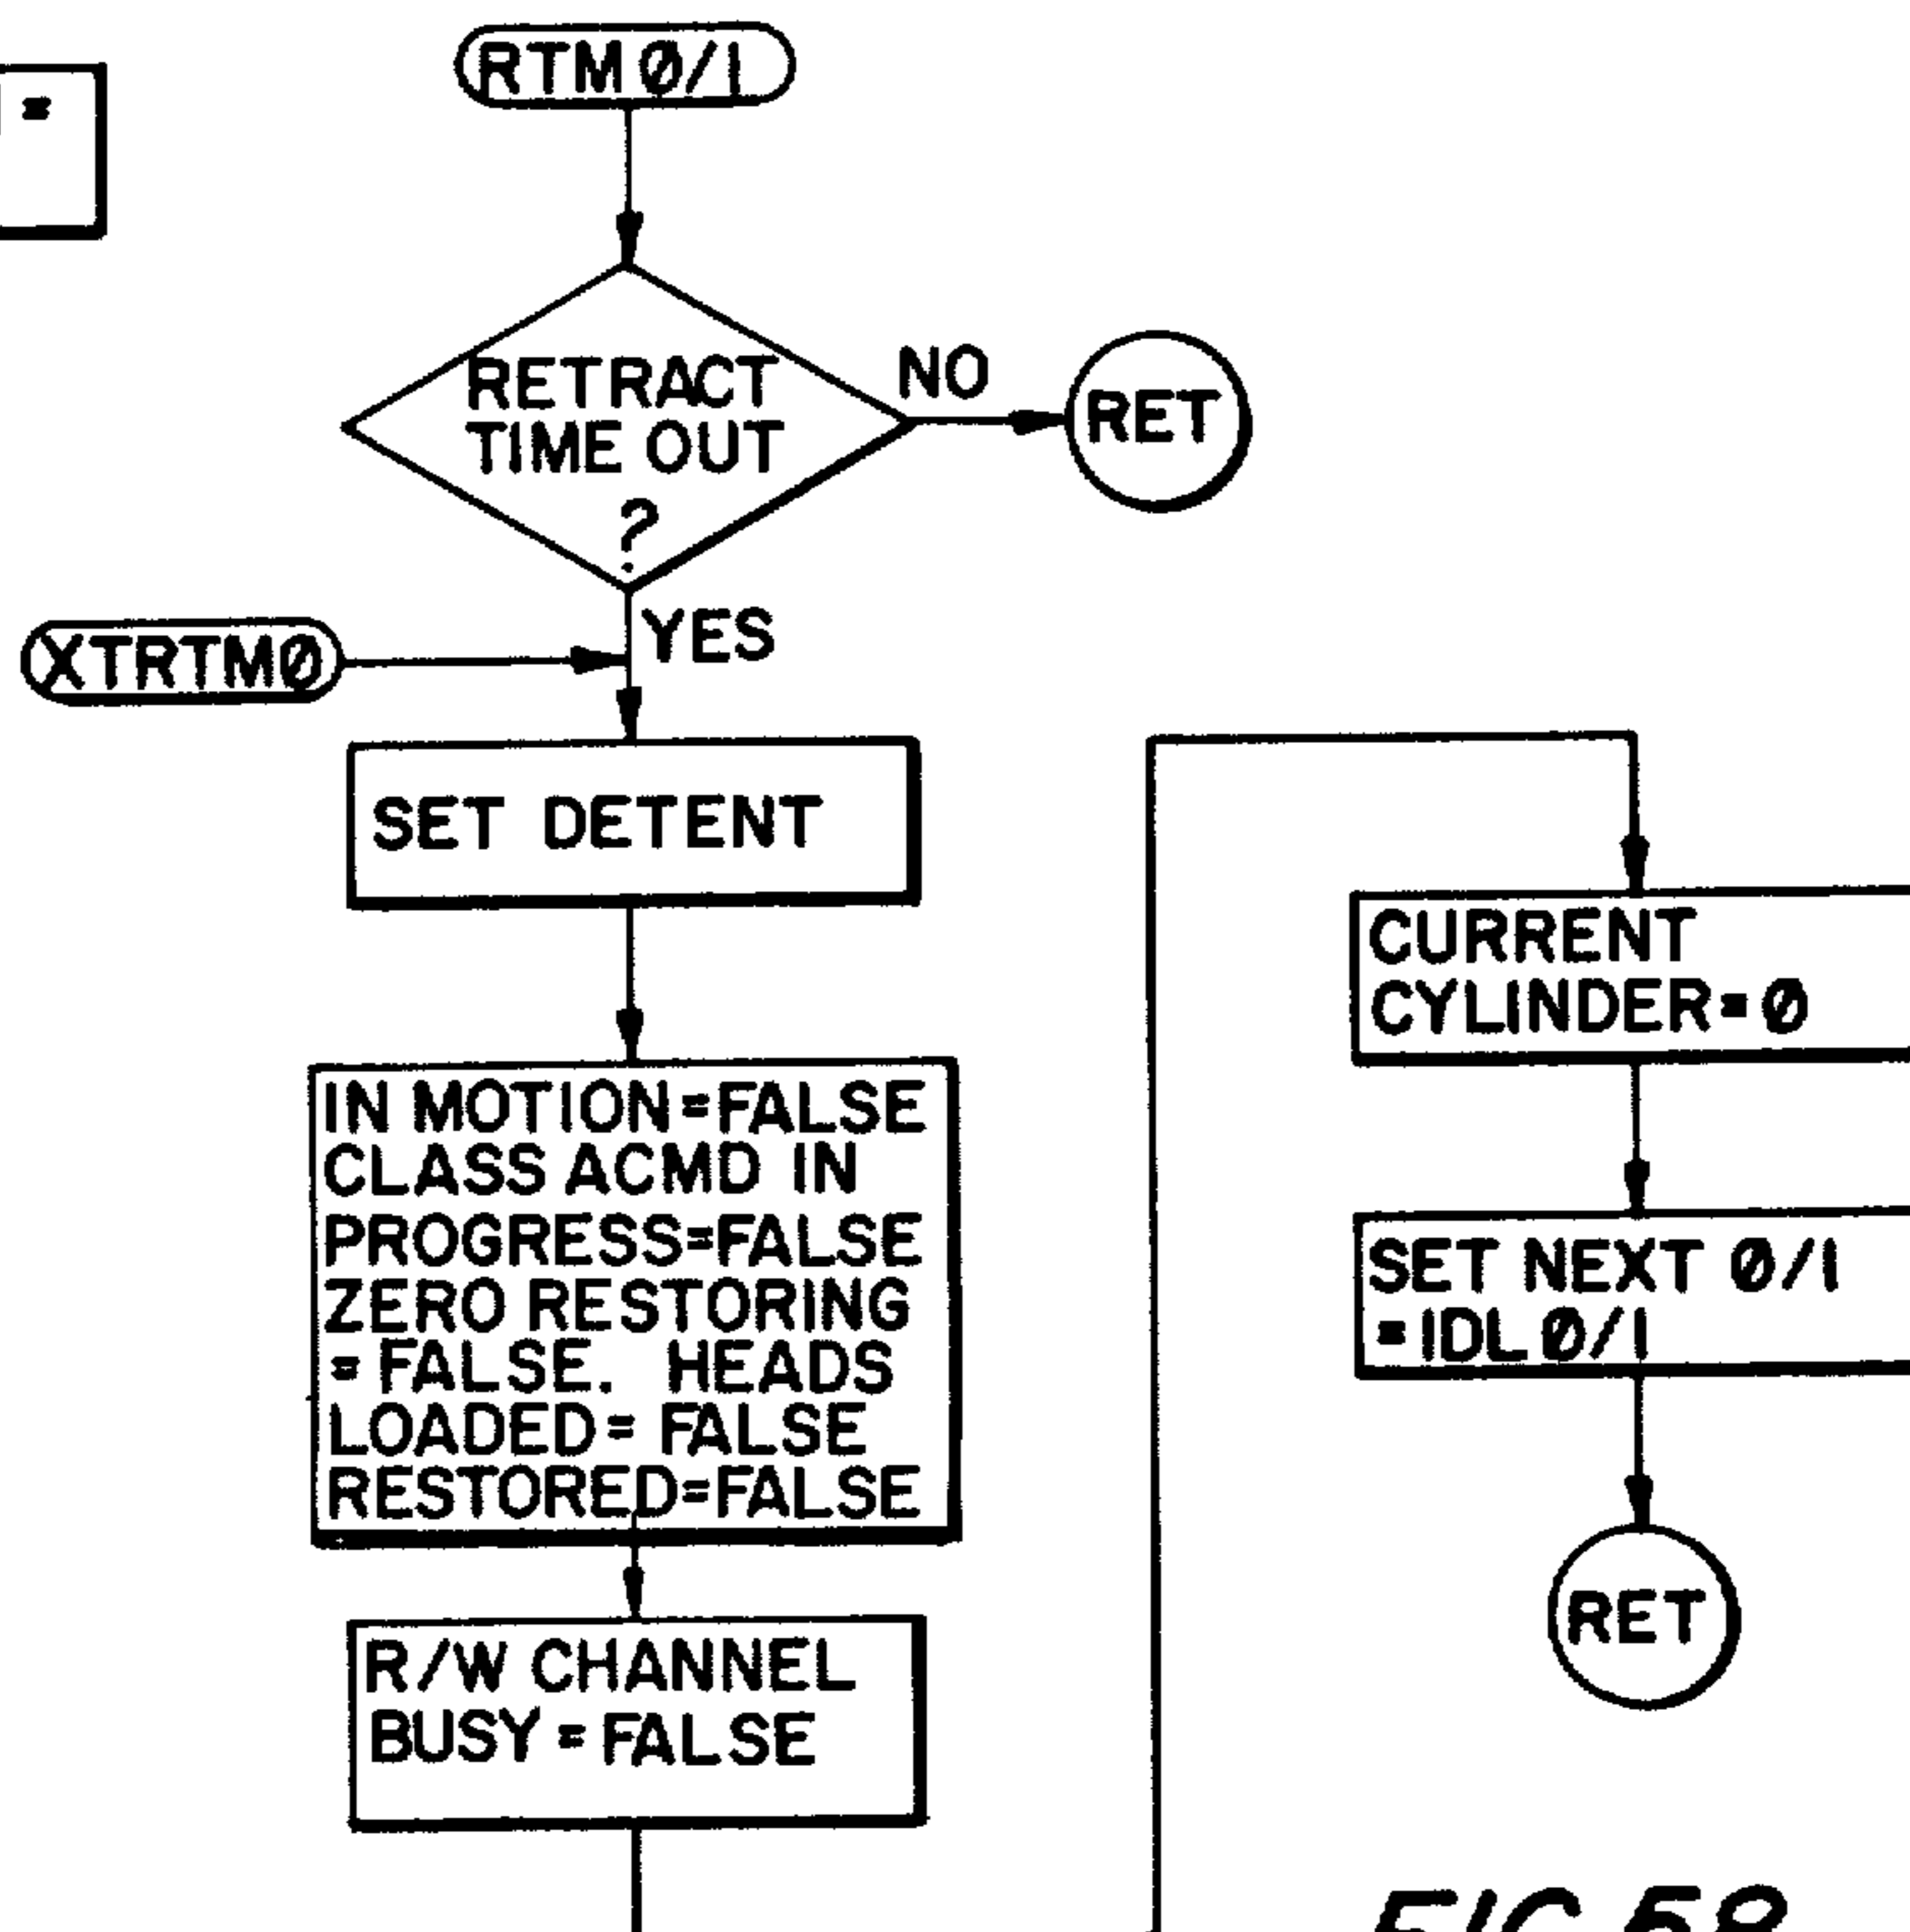 =
RTM 0/1
RETRACT
TIME OUT
?
NO
RET
YES
XTRTM0
SET DETENT
IN MOTION=FALSE
CLASS ACMD IN
PROGRESS=FALSE
ZERO RESTORING
=FALSE. HEADS
LOADED= FALSE
RESTORED=FALSE
R/W CHANNEL
BUSY=FALSE
CURRENT
CYLINDER=0
SET NEXT 0/1
=IDL 0/1
RET